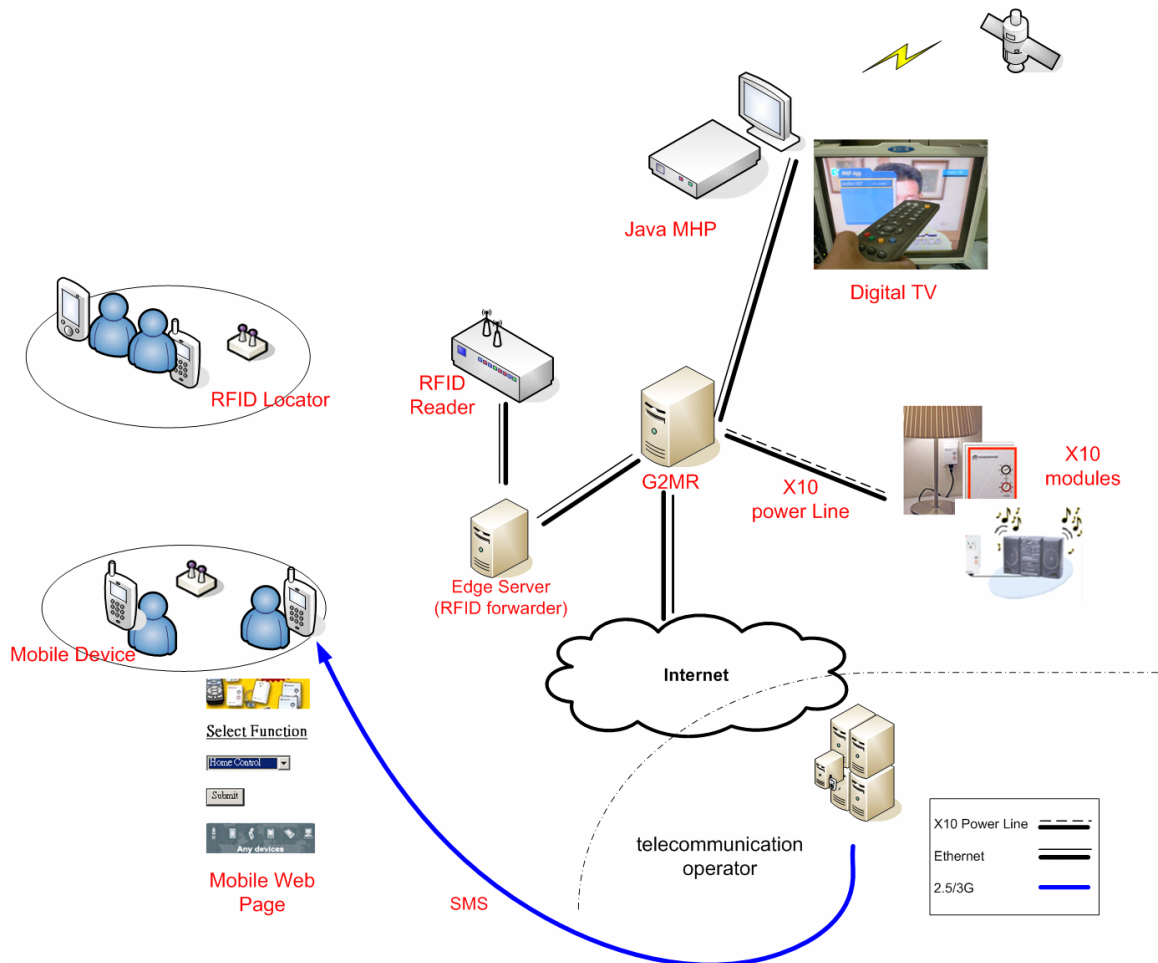 Java MHP
MHP App
Digital TV
RFID Locator
RFID
Reader
G2MR
X10
power Line
X10
modules
Edge Server
(RFID forwarder)
Mobile Device
Internet
Select Function
Home Control
Submit
Any devices
Mobile Web
Page
SMS
telecommunication
operator
X10 Power Line
Ethernet
2.5/3G